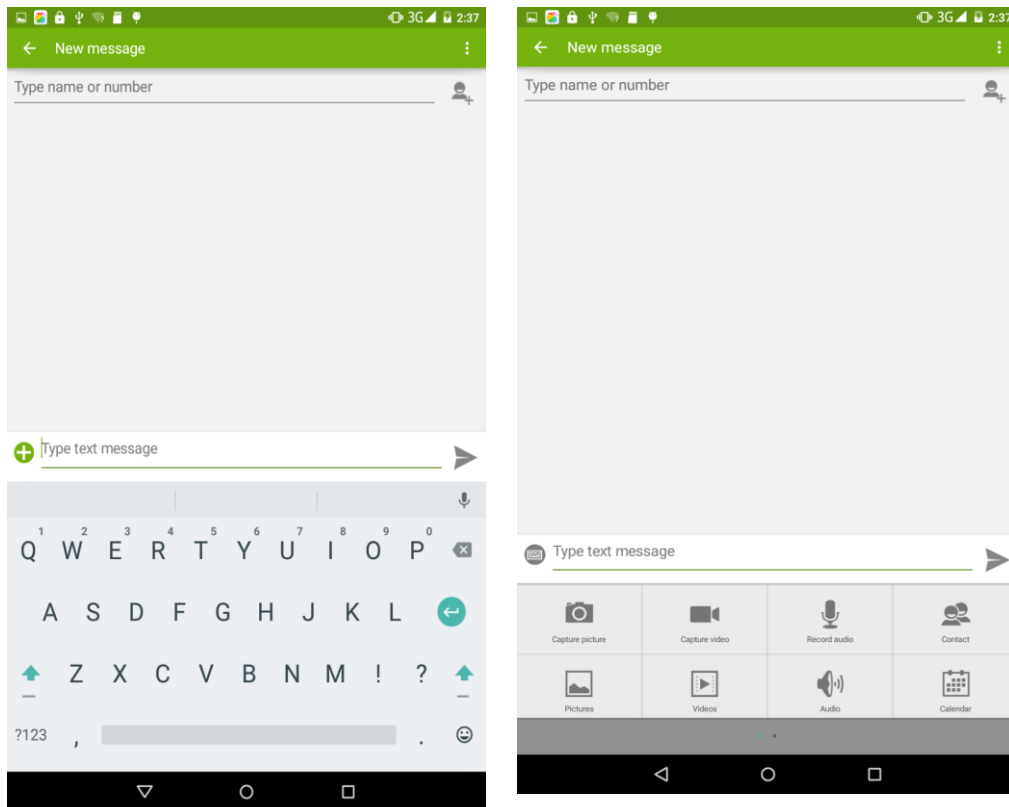 3G 2:37
New message
Type name or number
Type text message
1 2 3 4 5 6 7 8 9 0
Q W E R T Y U I O P
A S D F G H J K L
Z X C V B N M ! ?
?123 , .
3G 2:37
New message
Type name or number
Type text message
Capture picture Capture video Record audio Contact
Pictures Videos Audio Calendar